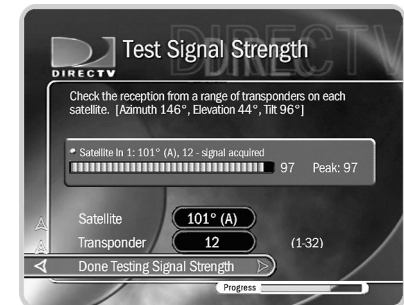 DIRECTV
Test Signal Strength
Check the reception from a range of transponders on each
satellite. [Azimuth 146°, Elevation 44°, Tilt 96°]
Satellite In 1: 101° (A), 12 - signal acquired
97 Peak: 97
Satellite 101° (A)
Transponder 12 (1-32)
Done Testing Signal Strength
Progress